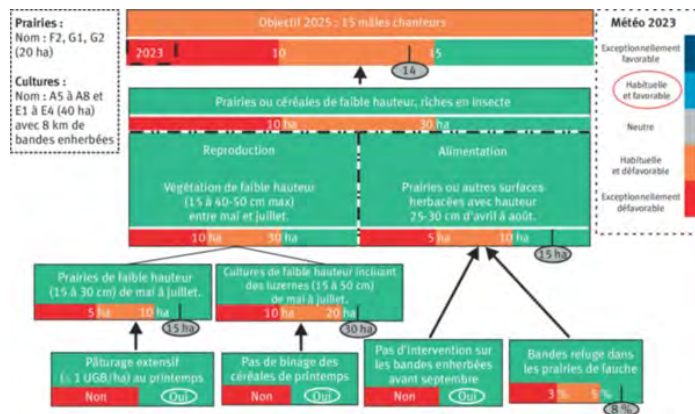 Prairies :
Nom : F2, G1, G2
(20 ha)
Cultures :
Nom : A5 à A8 et
E1 à E4 (40 ha)
avec 8 km de
bandes enherbées
Objectif 2025 : 15 mâles chanteurs
2023 10 15
14
Prairies ou céréales de faible hauteur, riches en insecte
10 ha 30 ha
Reproduction
Végétation de faible hauteur
(15 à 40-50 cm max)
entre mai et juillet.
10 ha 30 ha
Alimentation
Prairies ou autres surfaces
herbacées avec hauteur
25-30 cm d'avril à août.
5 ha 10 ha
15 ha
Prairies de faible hauteur
(15 à 30 cm) de mai à juillet.
5 ha 10 ha
15 ha
Cultures de faible hauteur incluant
des luzernes (15 à 50 cm)
de mai à juillet.
10 ha 20 ha
30 ha
Pâturage extensif
(≤ 1 UGB/ha) au printemps
Non Oui
Pas de binage des
céréales de printemps
Non Oui
Pas d'intervention sur
les bandes enherbées
avant septembre
Non Oui
Bandes refuge dans
les prairies de fauche
3 % 5 %
8 %
Météo 2023
Exceptionnellement
favorable
Habituelle
et favorable
Neutre
Habituelle
et défavorable
Exceptionnellement
défavorable